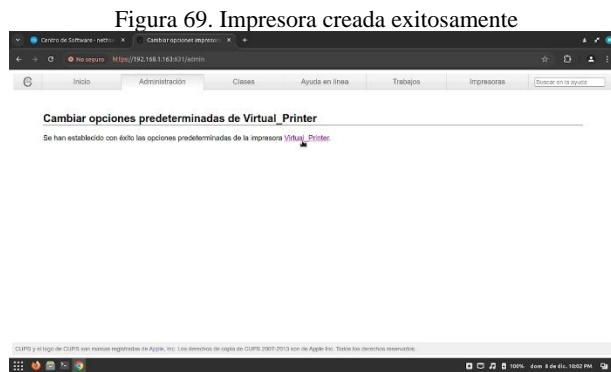 Figura 69. Impresora creada exitosamente
Centro de Software - neths
Cambiar opciones impresora
No seguro https://192.168.1.163:631/admin
Inicio Administración Clases Ayuda en línea Trabajos Impresoras Buscar en la ayuda
Cambiar opciones predeterminadas de Virtual_Printer
Se han establecido con éxito las opciones predeterminadas de la impresora Virtual_Printer.
CUPS y el logo de CUPS son marcas registradas de Apple, Inc. Los derechos de copia de CUPS 2007-2013 son de Apple Inc. Todos los derechos reservados.
100% dom 8 de dic. 10:02 PM